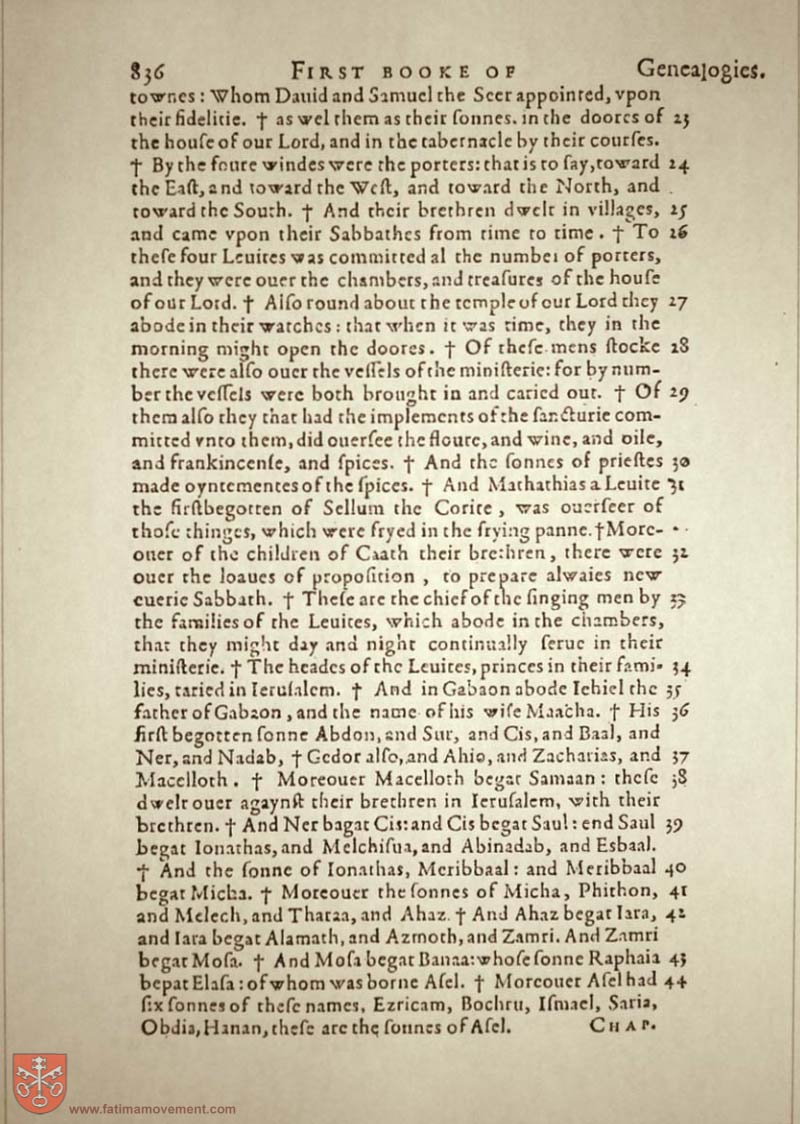 836 FIRST BOOKE OF Genealogies.
townes: Whom Dauid and Samuel the Seer appointed, vpon
their fidelitie. † as wel them as their ſonnes. in the doores of 23
the houſe of our Lord, and in the tabernacle by their courſes.
† By the foure windes were the porters: that is to ſay, toward 24
the Eaſt, and toward the Weſt, and toward the North, and
toward the South. † And their brethren dwelt in villages, 25
and came vpon their Sabbathes from time to time. † To 26
theſe four Leuites was committed al the number of porters,
and they were ouer the chambers, and treaſures of the houſe
of our Lord. † Alſo round about the temple of our Lord they 27
abode in their watches: that when it was time, they in the
morning might open the doores. † Of theſe mens ſtocke 28
there were alſo ouer the veſſels of the miniſterie: for by num-
ber the veſſels were both brought in and caried out. † Of 29
them alſo they that had the implements of the ſanctuarie com-
mitted vnto them, did ouerſee the floure, and wine, and oile,
and frankincenſe, and ſpices. † And the ſonnes of prieſtes 30
made oyntementes of the ſpices. † And Mathathias a Leuite 31
the firſtbegotten of Sellum the Corite, was ouerſeer of
thoſe thinges, which were fryed in the frying panne. † More-
ouer of the children of Caath their brethren, there were 32
ouer the loaues of propoſition, to prepare alwaies new
euerie Sabbath. † Theſe are the chief of the ſinging men by 33
the families of the Leuites, which abode in the chambers,
that they might day and night continually ſerue in their
miniſterie. † The heades of the Leuites, princes in their fami- 34
lies, taried in Ieruſalem. † And in Gabaon abode Iehiel the 35
father of Gabaon, and the name of his wife Maacha. † His 36
firſt begotten ſonne Abdon, and Sur, and Cis, and Baal, and
Ner, and Nadab, † Gedor alſo, and Ahio, and Zacharias, and 37
Macelloth. † Moreouer Macelloth begat Samaan: theſe 38
dwelt ouer agaynſt their brethren in Ieruſalem, with their
brethren. † And Ner bagat Cis: and Cis begat Saul: end Saul 39
begat Ionathas, and Melchiſua, and Abinadab, and Esbaal.
† And the ſonne of Ionathas, Meribbaal: and Meribbaal 40
begat Micha. † Moreouer the ſonnes of Micha, Phithon, 41
and Melech, and Tharaa, and Ahaz. † And Ahaz begat Iara, 42
and Iara begat Alamath, and Azmoth, and Zamri. And Zamri
begat Moſa. † And Moſa begat Banaa: whoſe ſonne Raphaia 43
bepat Elaſa: of whom was borne Aſel. † Moreouer Aſel had 44
ſix ſonnes of theſe names, Ezricam, Bochru, Iſmael, Saria,
Obdia, Hanan, theſe are the ſonnes of Aſel. CHAP.
www.fatimamovement.com